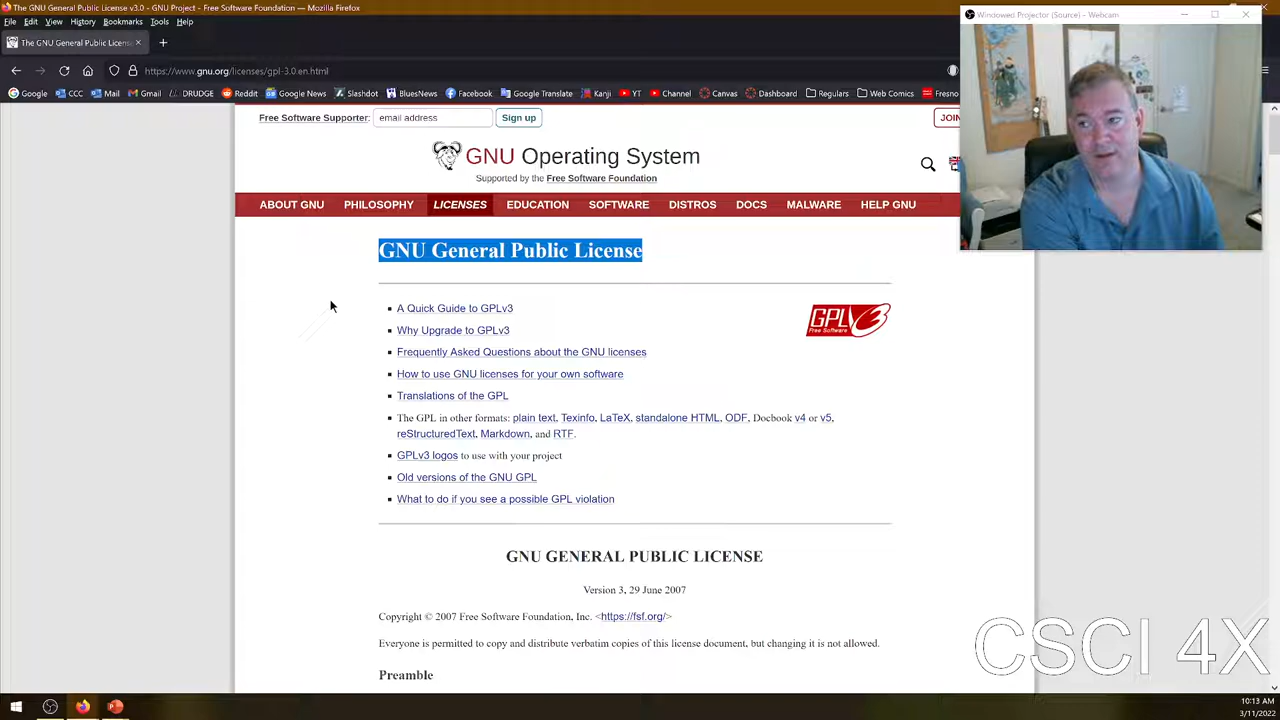 The GNU General Public License v3.0 - GNU Project - Free Software Foundation — Mozilla Firefox
File Edit View History Bookmarks Tools Help
The GNU General Public License
https://www.gnu.org/licenses/gpl-3.0.en.html
Google CCC Mail Gmail DRUDGE Reddit Google News Slashdot BluesNews Facebook Google Translate Kanji YT Channel Canvas Dashboard Regulars Web Comics Fresno
Windowed Projector (Source) - Webcam
Free Software Supporter: email address Sign up
JOIN
GNU Operating System
Supported by the Free Software Foundation
ABOUT GNU PHILOSOPHY LICENSES EDUCATION SOFTWARE DISTROS DOCS MALWARE HELP GNU
GNU General Public License
A Quick Guide to GPLv3
Why Upgrade to GPLv3
Frequently Asked Questions about the GNU licenses
How to use GNU licenses for your own software
Translations of the GPL
The GPL in other formats: plain text, Texinfo, LaTeX, standalone HTML, ODF, Docbook v4 or v5,
reStructuredText, Markdown, and RTF.
GPLv3 logos to use with your project
Old versions of the GNU GPL
What to do if you see a possible GPL violation
GPLv3
Free Software
GNU GENERAL PUBLIC LICENSE
Version 3, 29 June 2007
Copyright © 2007 Free Software Foundation, Inc. <https://fsf.org/>
Everyone is permitted to copy and distribute verbatim copies of this license document, but changing it is not allowed.
Preamble
CSCI 4X
10:13 AM
3/11/2022